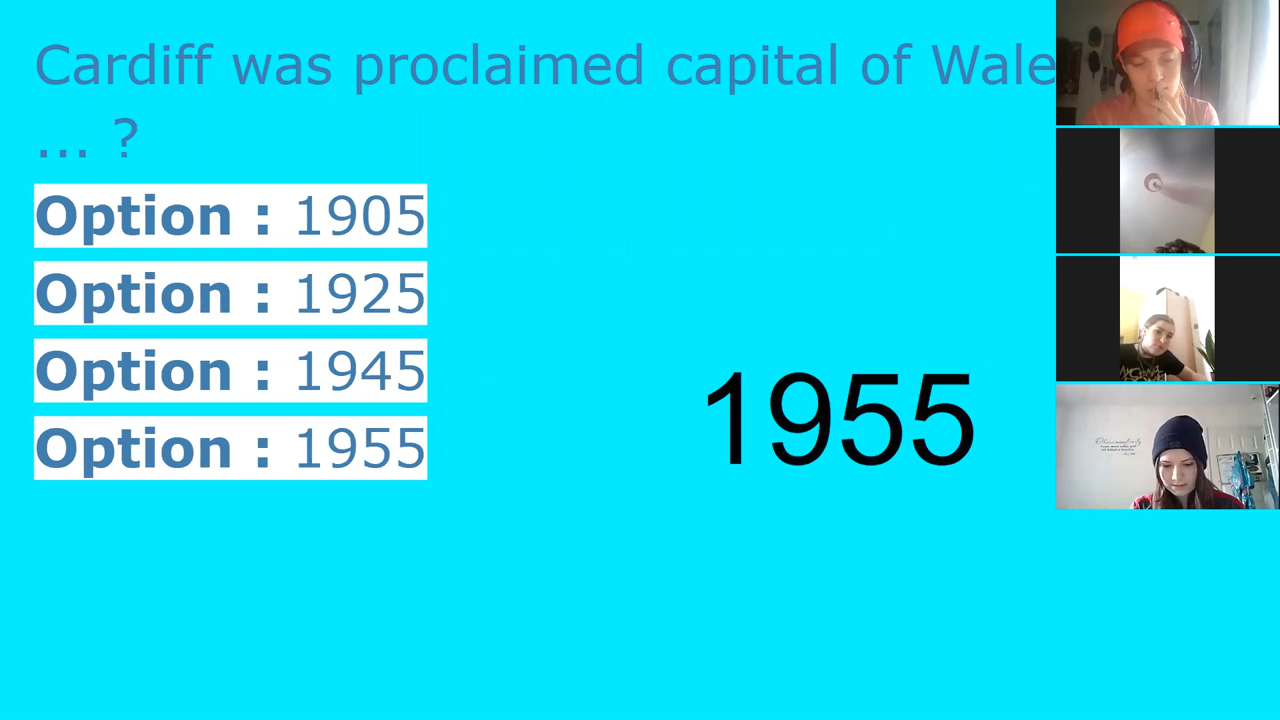 Cardiff was proclaimed capital of Wale
... ?
Option : 1905
Option : 1925
Option : 1945
Option : 1955
1955